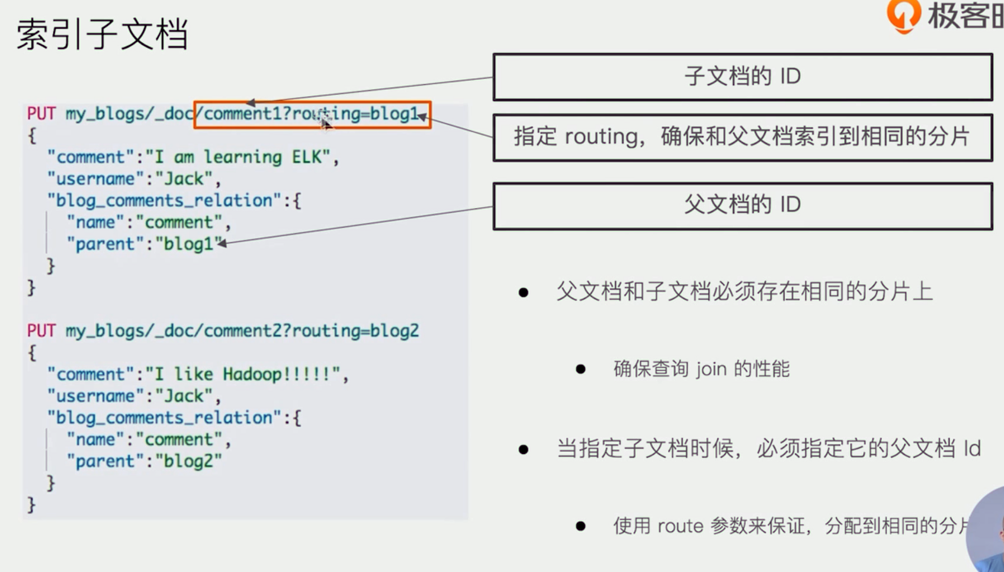 索引子文档
极客
PUT my_blogs/_doc/comment1?routing=blog1
{
"comment":"I am learning ELK",
"username":"Jack",
"blog_comments_relation":{
"name":"comment",
"parent":"blog1"
}
}
PUT my_blogs/_doc/comment2?routing=blog2
{
"comment":"I like Hadoop!!!!!",
"username":"Jack",
"blog_comments_relation":{
"name":"comment",
"parent":"blog2"
}
}
子文档的 ID
指定 routing，确保和父文档索引到相同的分片
父文档的 ID
● 父文档和子文档必须存在相同的分片上
● 确保查询 join 的性能
● 当指定子文档时候，必须指定它的父文档 Id
● 使用 route 参数来保证，分配到相同的分